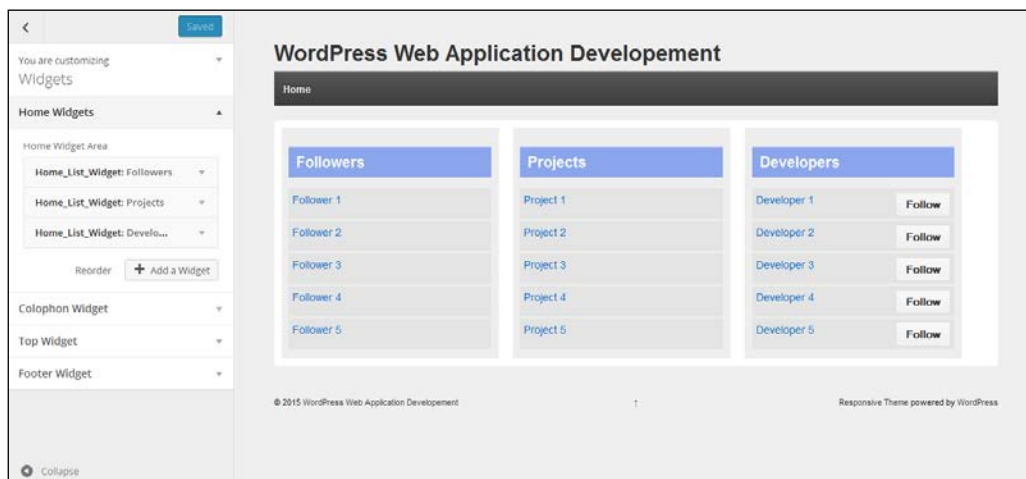 Saved
You are customizing
Widgets
Home Widgets
Home Widget Area
Home_List_Widget: Followers
Home_List_Widget: Projects
Home_List_Widget: Develo...
Reorder
Add a Widget
Colophon Widget
Top Widget
Footer Widget
Collapse
WordPress Web Application Developement
Home
Followers
Follower 1
Follower 2
Follower 3
Follower 4
Follower 5
Projects
Project 1
Project 2
Project 3
Project 4
Project 5
Developers
Developer 1 Follow
Developer 2 Follow
Developer 3 Follow
Developer 4 Follow
Developer 5 Follow
© 2015 WordPress Web Application Developement ↑ Responsive Theme powered by WordPress